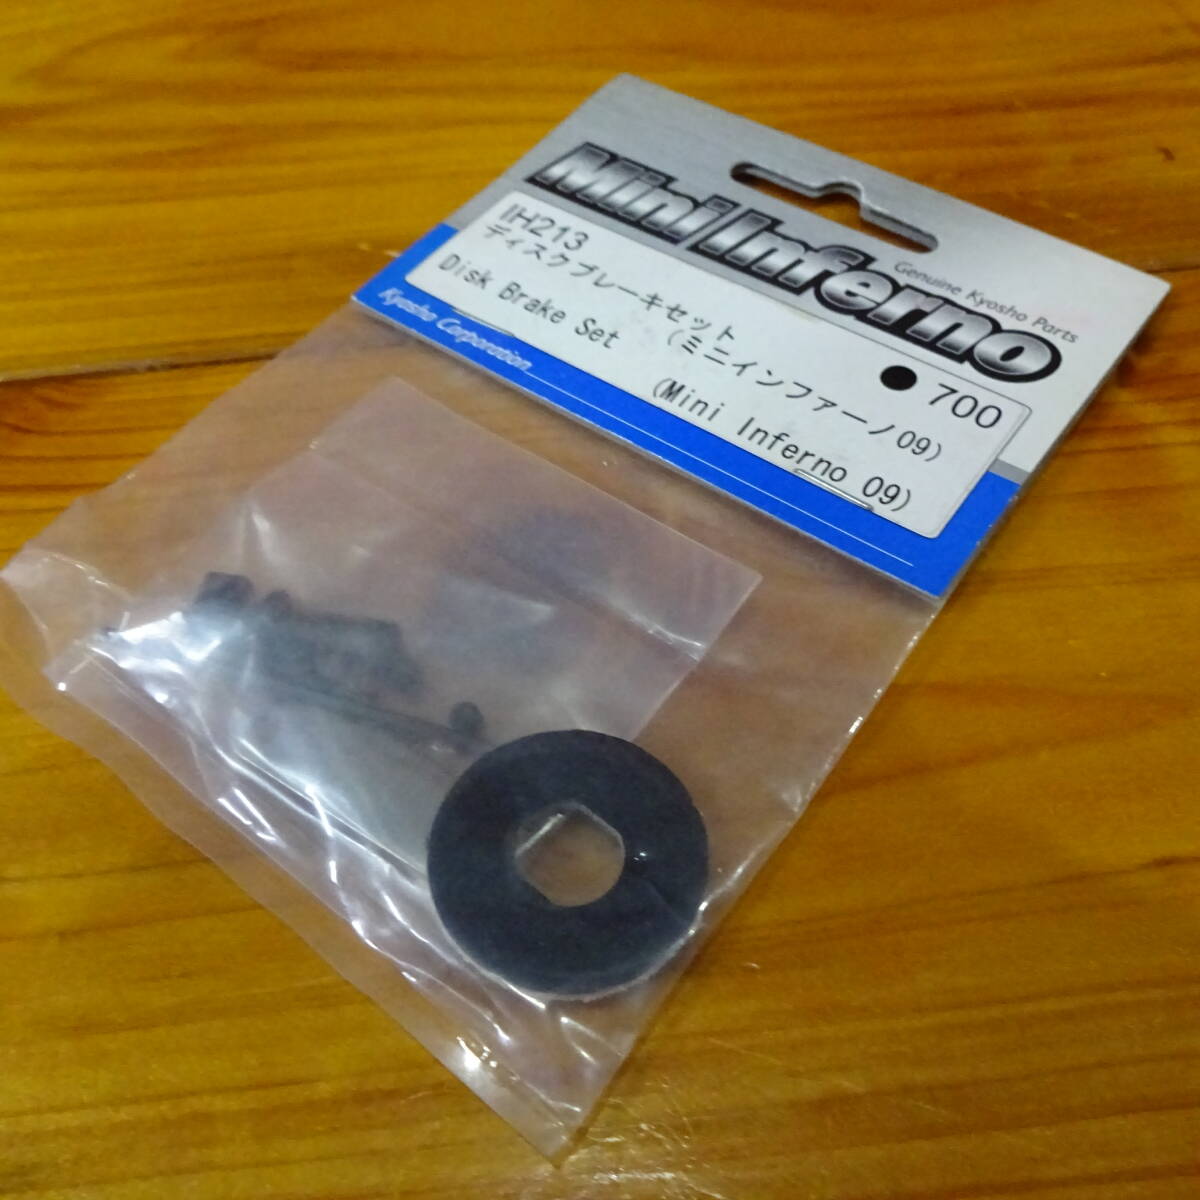 Mini Inferno
Genuine Kyosho Parts
IH213
ディスクブレーキセット
(ミニインファーノ09)
Disk Brake Set
(Mini Inferno 09)
●700
Kyosho Corporation